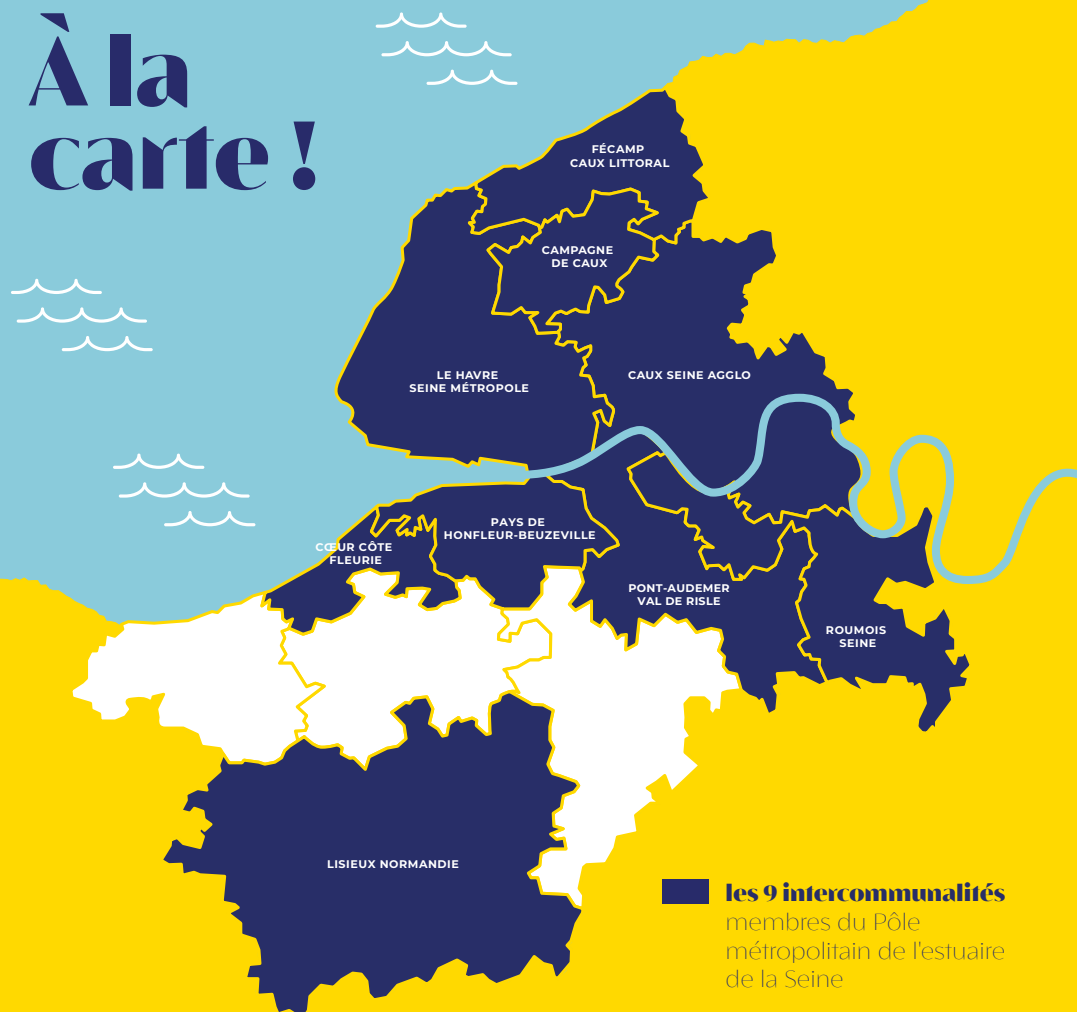 À la
carte !
FÉCAMP
CAUX LITTORAL
CAMPAGNE
DE CAUX
LE HAVRE
SEINE MÉTROPOLE
CAUX SEINE AGGLO
PAYS DE
HONFLEUR-BEUZEVILLE
CŒUR CÔTE
FLEURIE
PONT-AUDEMER
VAL DE RISLE
ROUMOIS
SEINE
LISIEUX NORMANDIE
les 9 intercommunalités
membres du Pôle
métropolitain de l'estuaire
de la Seine